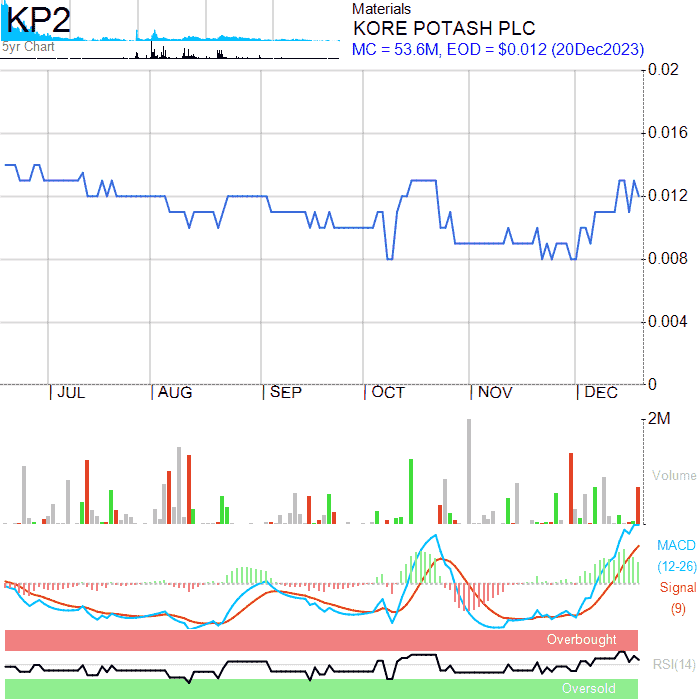 KP2
5yr Chart
Materials
KORE POTASH PLC
MC = 53.6M, EOD = $0.012 (20Dec2023)
0.02
0.016
0.012
0.008
0.004
0
JUL AUG SEP OCT NOV DEC
2M
Volume
MACD
(12-26)
Signal
(9)
Overbought
RSI(14)
Oversold